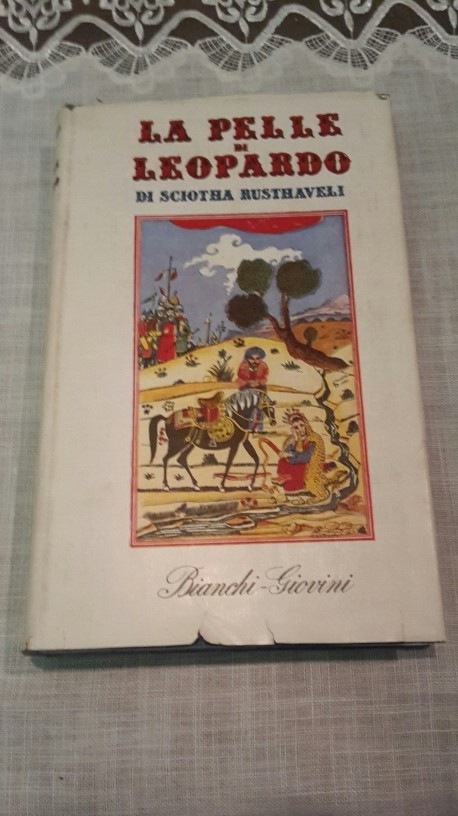 LA PELLE
DI
LEOPARDO
DI SCIOTHA RUSTHAVELI
Bianchi-Giovini